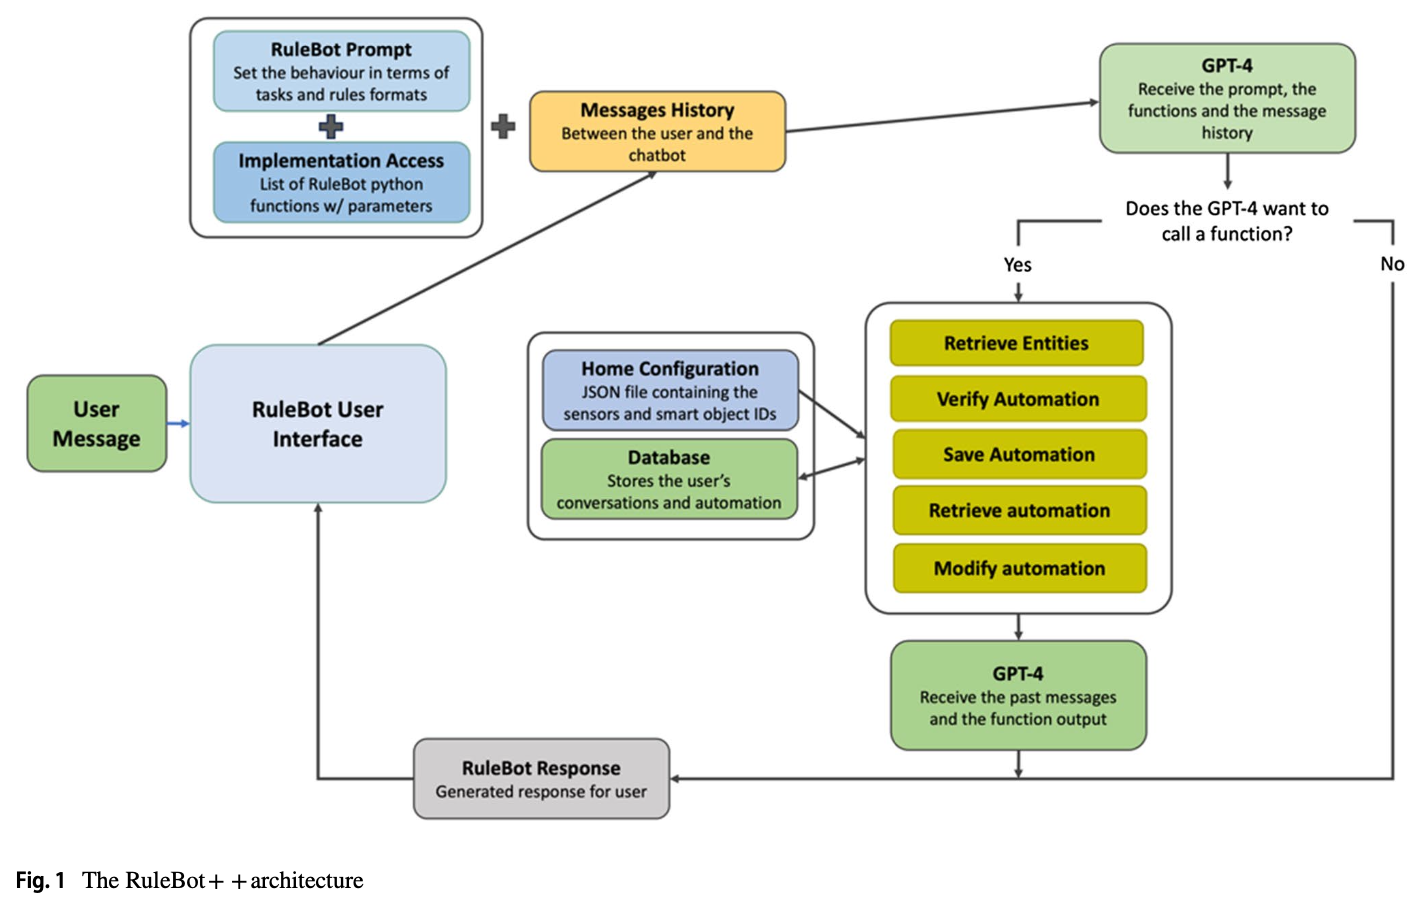 RuleBot Prompt
Set the behaviour in terms of
tasks and rules formats
Implementation Access
List of RuleBot python
functions w/ parameters
Messages History
Between the user and the
chatbot
GPT-4
Receive the prompt, the
functions and the message
history
Does the GPT-4 want to
call a function?
Yes
No
Retrieve Entities
Verify Automation
Save Automation
Retrieve automation
Modify automation
Home Configuration
JSON file containing the
sensors and smart object IDs
Database
Stores the user's
conversations and automation
User
Message
RuleBot User
Interface
GPT-4
Receive the past messages
and the function output
RuleBot Response
Generated response for user
Fig. 1 The RuleBot++ architecture